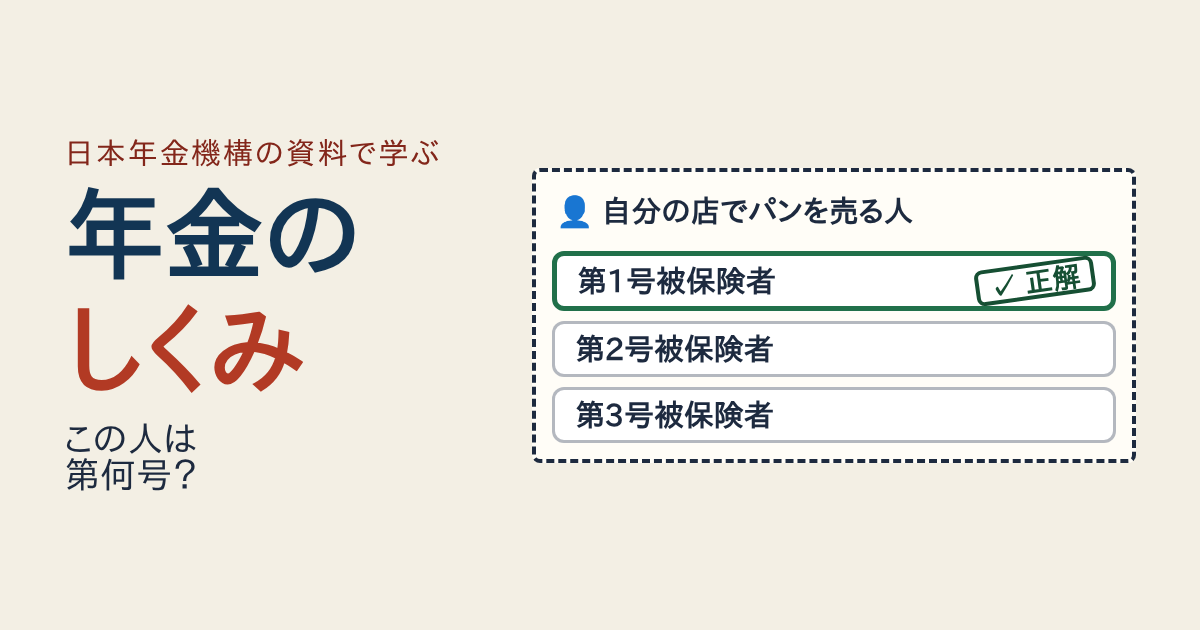 日本年金機構の資料で学ぶ
年金の
しくみ
この人は
第何号？
自分の店でパンを売る人
第1号被保険者
✓ 正解
第2号被保険者
第3号被保険者